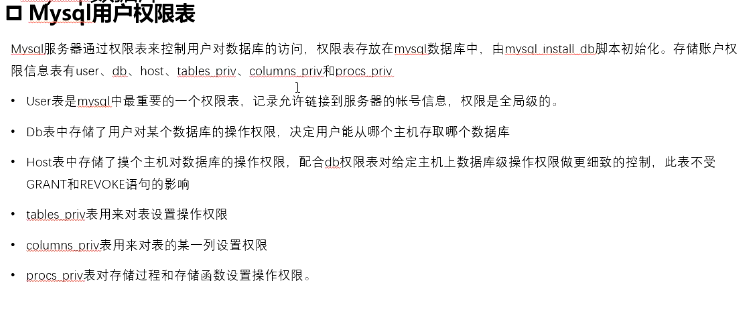 Mysql用户权限表
Mysql服务器通过权限表来控制用户对数据库的访问，权限表存放在mysql数据库中，由mysql_install_db脚本初始化。存储账户权
限信息表有user、db、host、tables_priv、columns_priv和procs_priv
• User表是mysql中最重要的一个权限表，记录允许链接到服务器的帐号信息，权限是全局级的。
• Db表中存储了用户对某个数据库的操作权限，决定用户能从哪个主机存取哪个数据库
• Host表中存储了摸个主机对数据库的操作权限，配合db权限表对给定主机上数据库级操作权限做更细致的控制，此表不受
GRANT和REVOKE语句的影响
• tables_priv表用来对表设置操作权限
• columns_priv表用来对表的某一列设置权限
• procs_priv表对存储过程和存储函数设置操作权限。